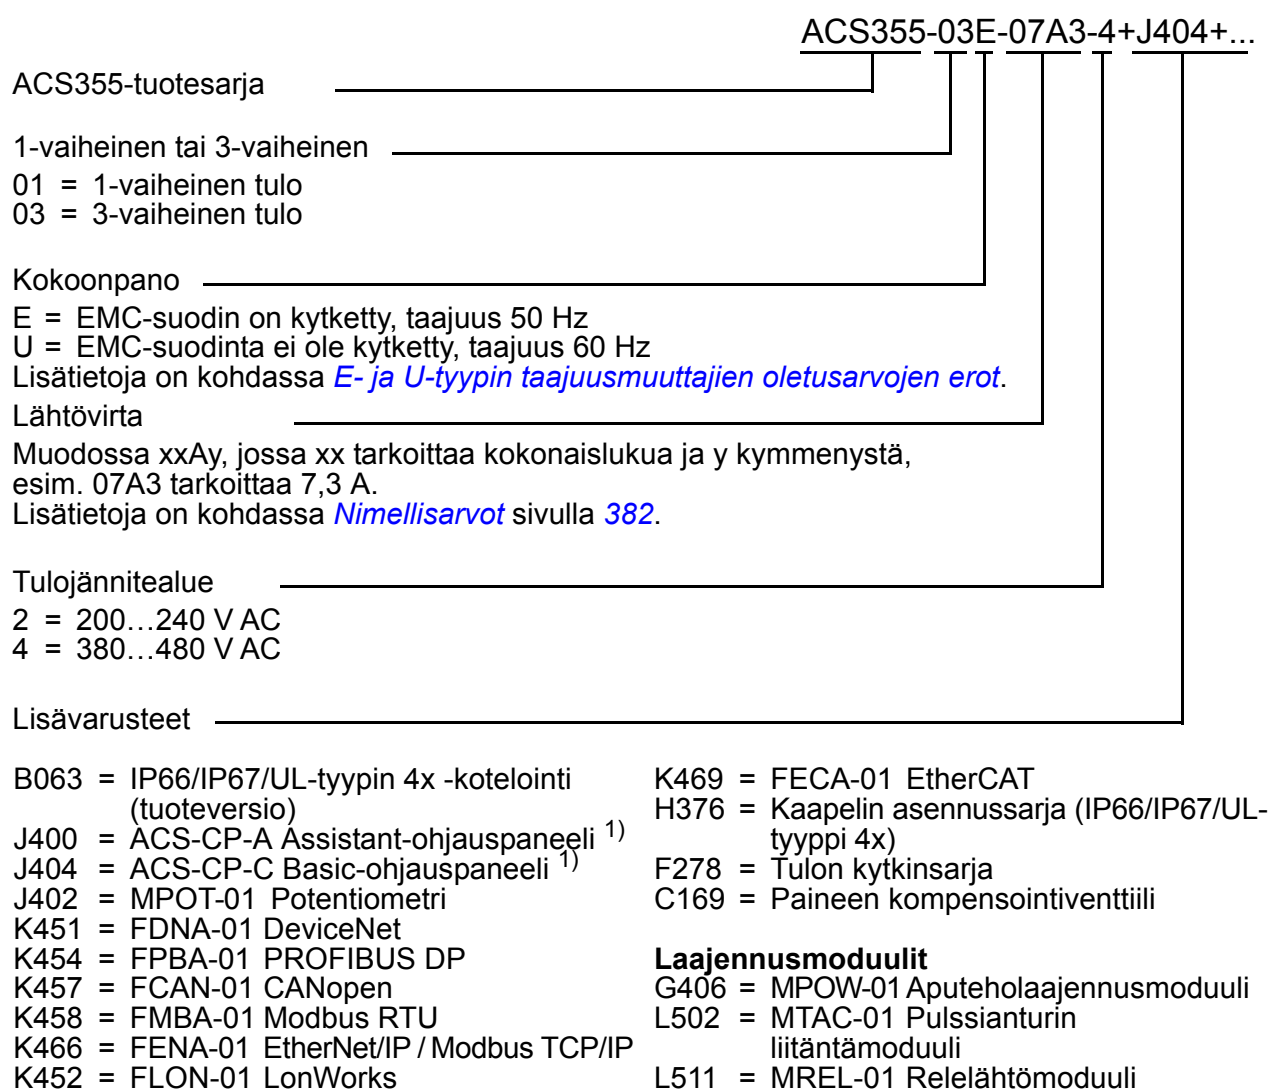 ACS355-03E-07A3-4+J404+...
ACS355-tuotesarja
1-vaiheinen tai 3-vaiheinen
01 = 1-vaiheinen tulo
03 = 3-vaiheinen tulo
Kokoonpano
E = EMC-suodin on kytketty, taajuus 50 Hz
U = EMC-suodinta ei ole kytketty, taajuus 60 Hz
Lisätietoja on kohdassa E- ja U-tyypin taajuusmuuttajien oletusarvojen erot.
Lähtövirta
Muodossa xxAy, jossa xx tarkoittaa kokonaislukua ja y kymmenystä,
esim. 07A3 tarkoittaa 7,3 A.
Lisätietoja on kohdassa Nimellisarvot sivulla 382.
Tulojännitealue
2 = 200…240 V AC
4 = 380…480 V AC
Lisävarusteet
B063 = IP66/IP67/UL-tyypin 4x -kotelointi
(tuoteversio)
J400 = ACS-CP-A Assistant-ohjauspaneeli 1)
J404 = ACS-CP-C Basic-ohjauspaneeli 1)
J402 = MPOT-01 Potentiometri
K451 = FDNA-01 DeviceNet
K454 = FPBA-01 PROFIBUS DP
K457 = FCAN-01 CANopen
K458 = FMBA-01 Modbus RTU
K466 = FENA-01 EtherNet/IP / Modbus TCP/IP
K452 = FLON-01 LonWorks
K469 = FECA-01 EtherCAT
H376 = Kaapelin asennussarja (IP66/IP67/UL-
tyyppi 4x)
F278 = Tulon kytkinsarja
C169 = Paineen kompensointiventtiili
Laajennusmoduulit
G406 = MPOW-01 Aputeholaajennusmoduuli
L502 = MTAC-01 Pulssianturin
liitäntämoduuli
L511 = MREL-01 Relelähtömoduuli